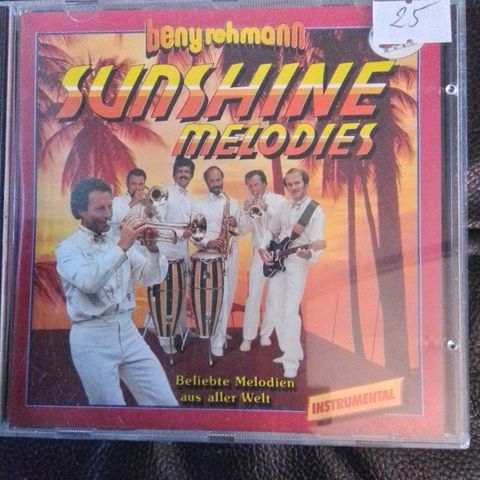 25
beny rehmann
SUNSHINE
MELODIES
Beliebte Melodien
aus aller Welt
INSTRUMENTAL